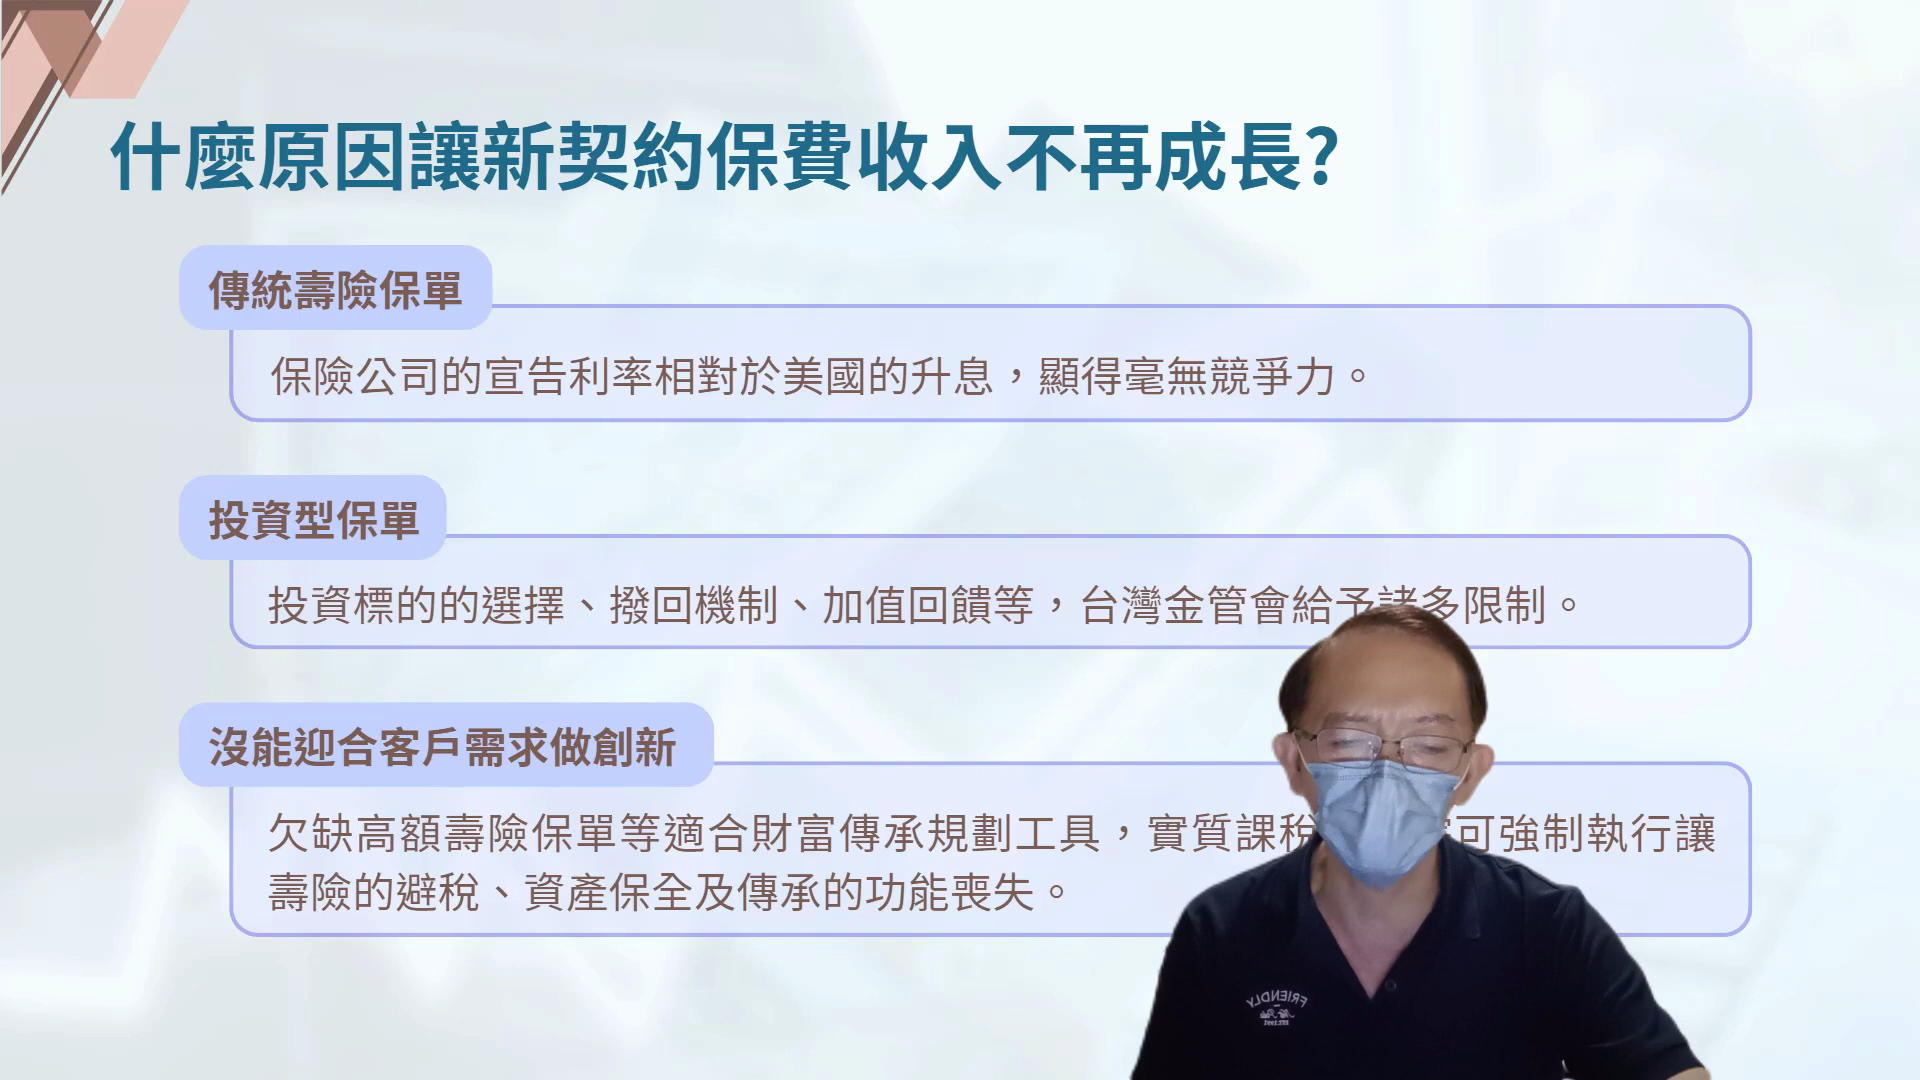 什麼原因讓新契約保費收入不再成長?
傳統壽險保單
保險公司的宣告利率相對於美國的升息，顯得毫無競爭力。
投資型保單
投資標的的選擇、撥回機制、加值回饋等，台灣金管會給予諸多限制。
沒能迎合客戶需求做創新
欠缺高額壽險保單等適合財富傳承規劃工具，實質課稅 可強制執行讓
壽險的避稅、資產保全及傳承的功能喪失。
FRIENDLY